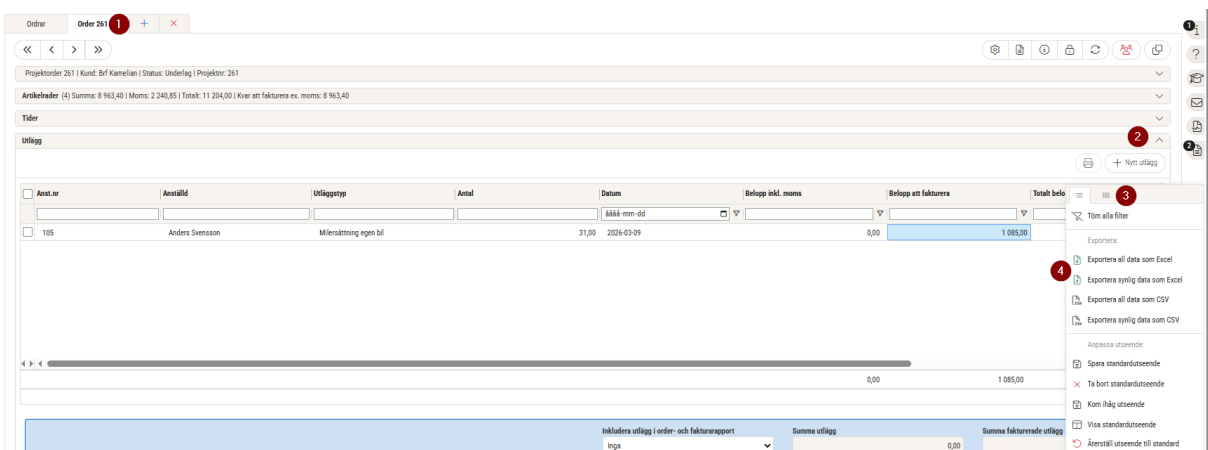 Ordrar
Order 261
1
Projektorder 261 | Kund: Brf Kamelian | Status: Underlag | Projektnr: 261
Artikelrader (4) Summa: 8 963,40 | Moms: 2 240,85 | Totalt: 11 204,00 | Kvar att fakturera ex. moms: 8 963,40
Tider
Utlägg
2
+ Nytt utlägg
Anst.nr Anställd Utläggstyp Antal Datum Belopp inkl. moms Belopp att fakturera Totalt belo
åååå-mm-dd
105 Anders Svensson Milersättning egen bil 31,00 2026-03-09 0,00 1 085,00
3
Töm alla filter
Exportera:
Exportera all data som Excel
4
Exportera synlig data som Excel
Exportera all data som CSV
Exportera synlig data som CSV
Anpassa utseende:
Spara standardutseende
Ta bort standardutseende
Kom ihåg utseende
Visa standardutseende
Återställ utseende till standard
0,00 1 085,00
Inkludera utlägg i order- och fakturarapport Summa utlägg Summa fakturerade utlägg
Inga 0,00
1
?
2